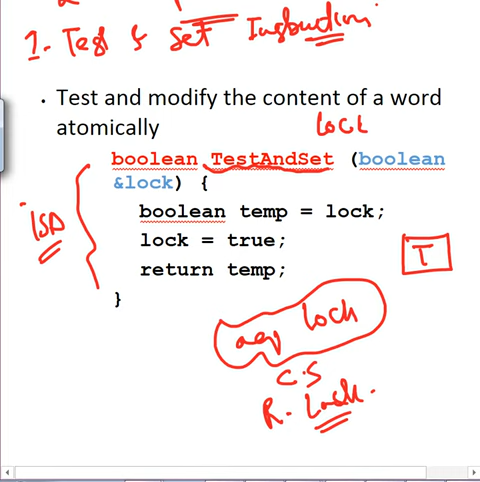 1. Test & Set Instruction
• Test and modify the content of a word
atomically
LOCK
boolean TestAndSet (boolean
&lock) {
boolean temp = lock;
lock = true;
return temp;
}
T
acq lock
C.S
R. Lock.